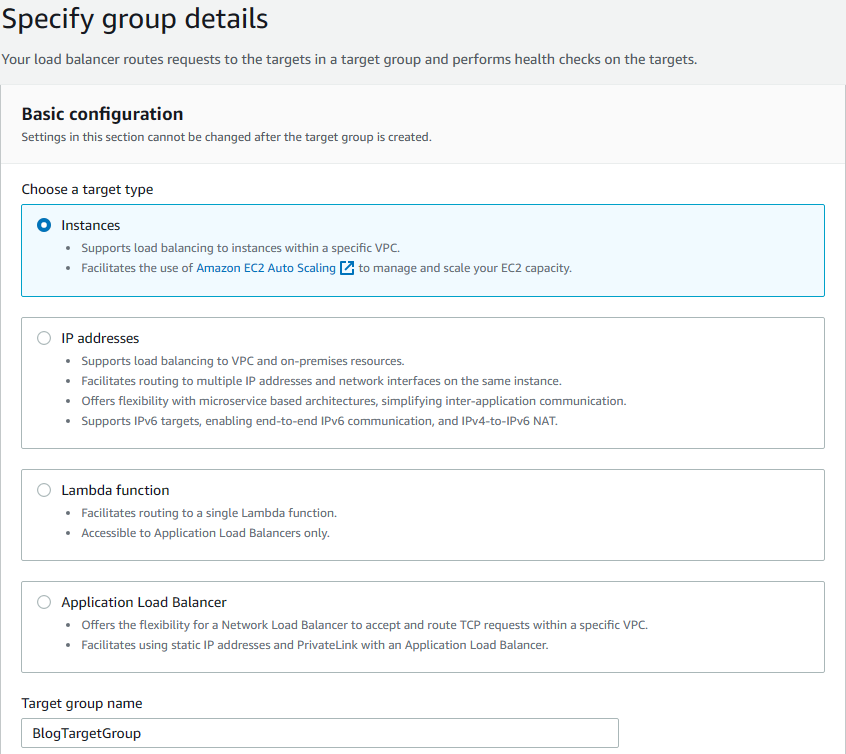 Specify group details
Your load balancer routes requests to the targets in a target group and performs health checks on the targets.
Basic configuration
Settings in this section cannot be changed after the target group is created.
Choose a target type
Instances
• Supports load balancing to instances within a specific VPC.
• Facilitates the use of Amazon EC2 Auto Scaling to manage and scale your EC2 capacity.
IP addresses
• Supports load balancing to VPC and on-premises resources.
• Facilitates routing to multiple IP addresses and network interfaces on the same instance.
• Offers flexibility with microservice based architectures, simplifying inter-application communication.
• Supports IPv6 targets, enabling end-to-end IPv6 communication, and IPv4-to-IPv6 NAT.
Lambda function
• Facilitates routing to a single Lambda function.
• Accessible to Application Load Balancers only.
Application Load Balancer
• Offers the flexibility for a Network Load Balancer to accept and route TCP requests within a specific VPC.
• Facilitates using static IP addresses and PrivateLink with an Application Load Balancer.
Target group name
BlogTargetGroup